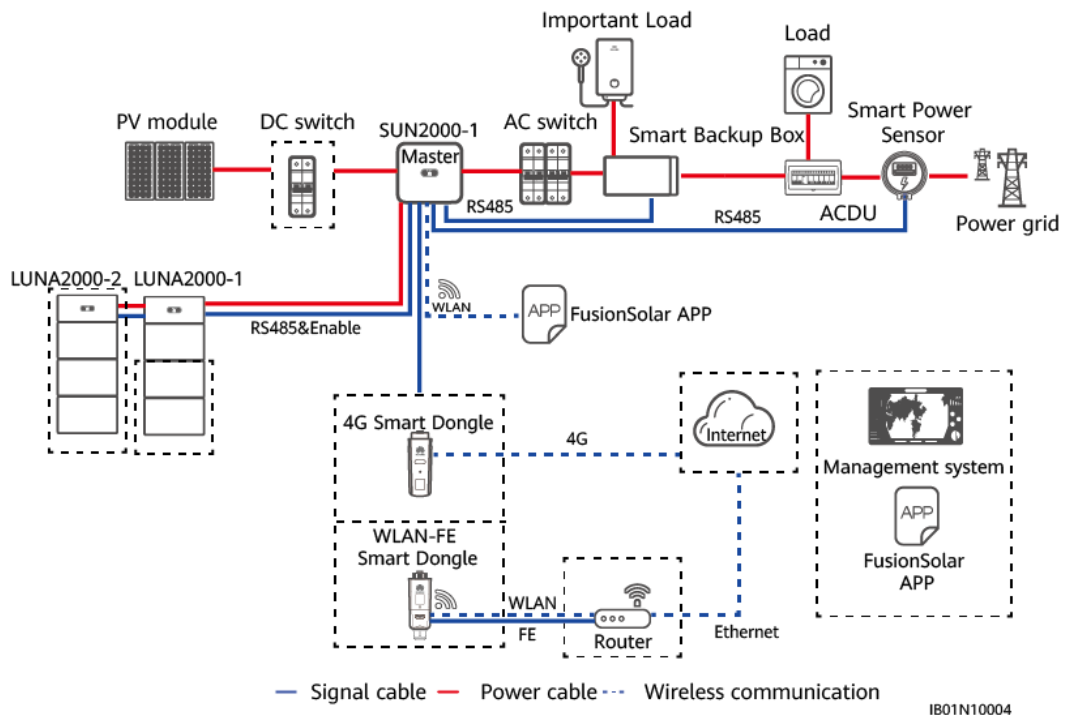 Important Load
Load
PV module
DC switch
SUN2000-1
Master
AC switch
Smart Backup Box
Smart Power
Sensor
RS485
RS485
ACDU
Power grid
LUNA2000-2
LUNA2000-1
RS485&Enable
WLAN
APP
FusionSolar APP
4G Smart Dongle
4G
Internet
Management system
APP
FusionSolar
APP
WLAN-FE
Smart Dongle
WLAN
FE
Router
Ethernet
Signal cable
Power cable
Wireless communication
IB01N10004